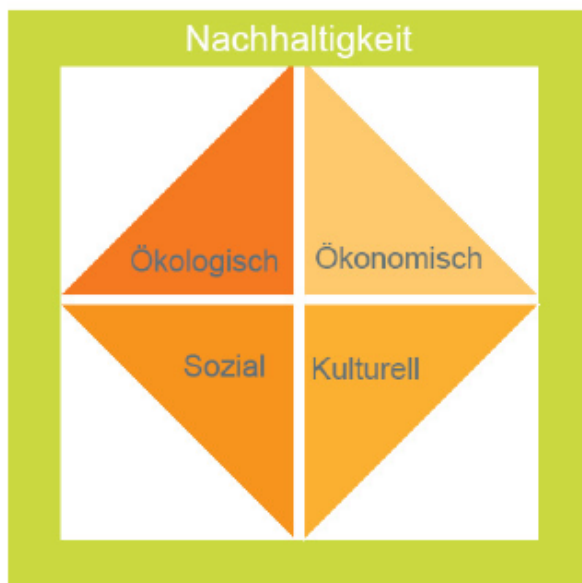 Nachhaltigkeit
Ökologisch
Ökonomisch
Sozial
Kulturell